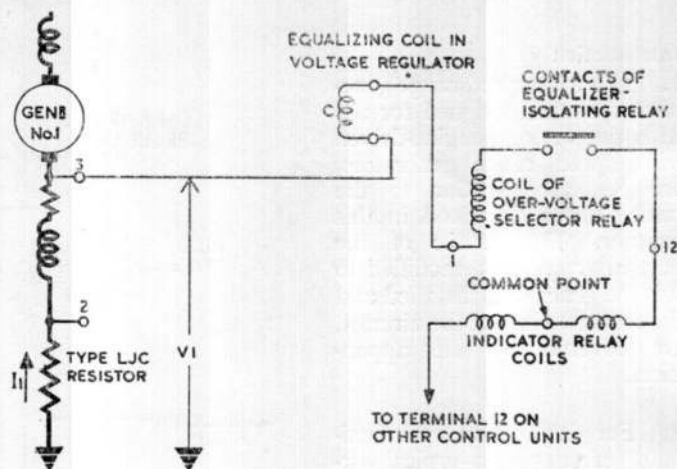 EQUALIZING COIL IN
VOLTAGE REGULATOR
CONTACTS OF
EQUALIZER-
ISOLATING RELAY
GENR
No.1
3
C
COIL OF
OVER-VOLTAGE
SELECTOR RELAY
1
12
COMMON POINT
2
INDICATOR RELAY
COILS
TYPE LJC
RESISTOR
I1
V1
TO TERMINAL 12 ON
OTHER CONTROL UNITS